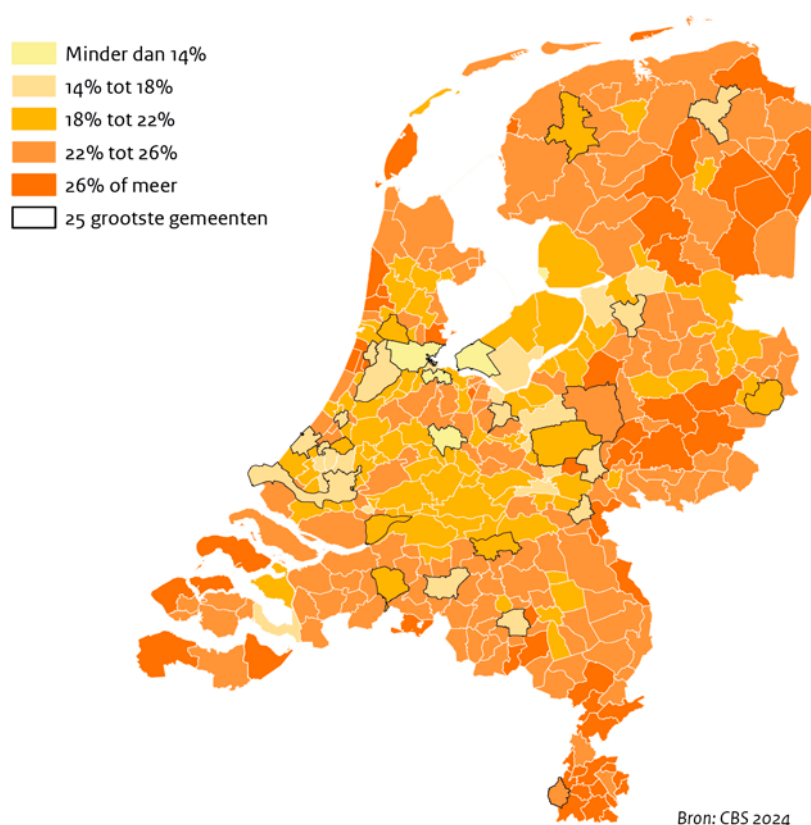 Minder dan 14%
14% tot 18%
18% tot 22%
22% tot 26%
26% of meer
25 grootste gemeenten
Bron: CBS 2024